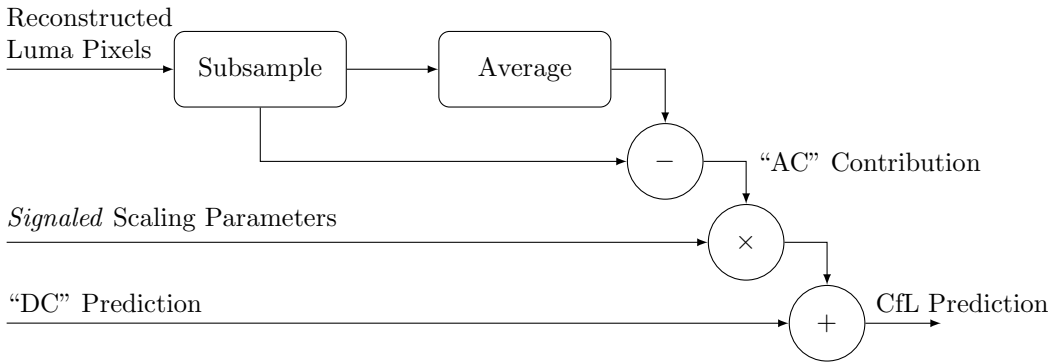 Reconstructed
Luma Pixels
Subsample
Average
−
“AC” Contribution
Signaled Scaling Parameters
×
“DC” Prediction
+
CfL Prediction